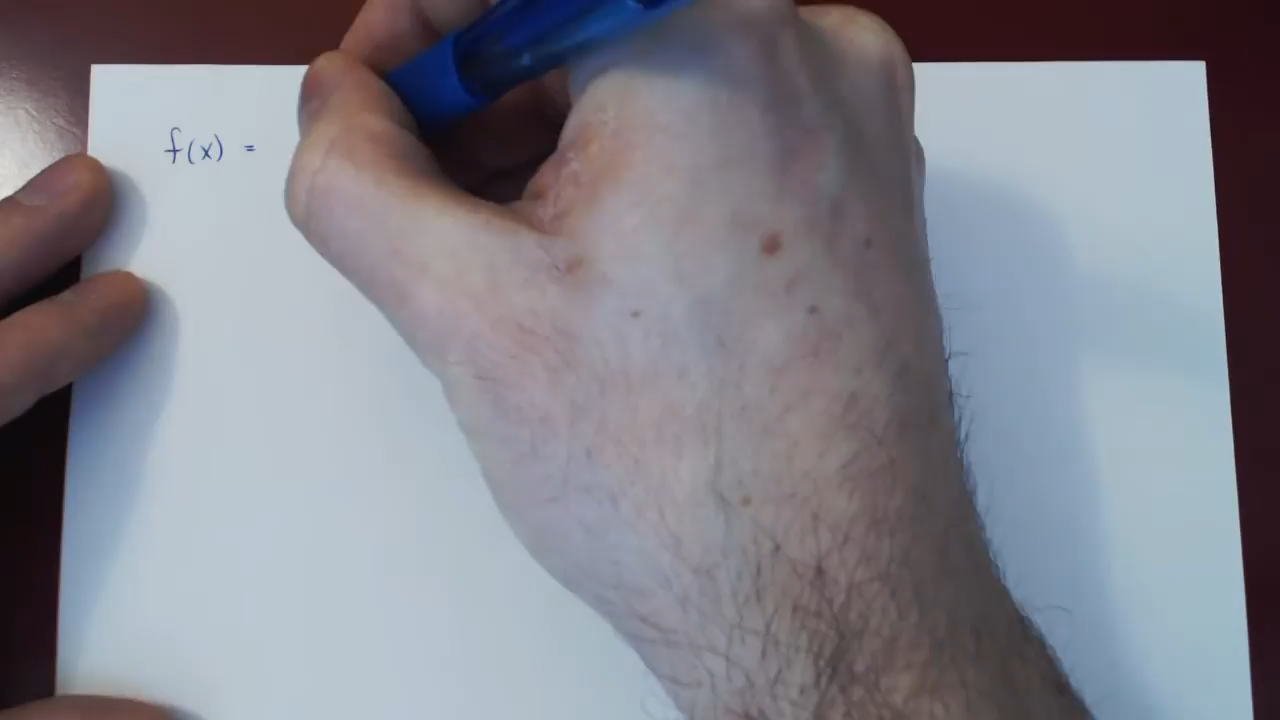 f(x) =